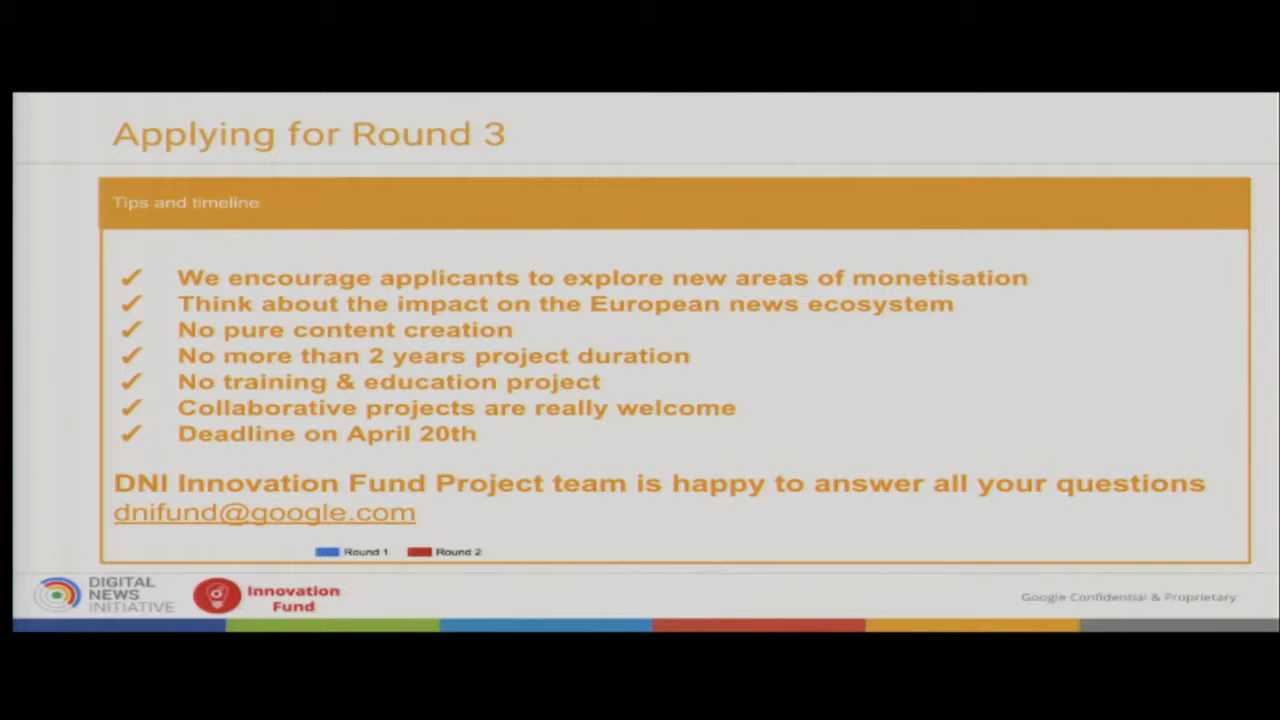 Applying for Round 3
Tips and timeline
✓ We encourage applicants to explore new areas of monetisation
✓ Think about the impact on the European news ecosystem
✓ No pure content creation
✓ No more than 2 years project duration
✓ No training & education project
✓ Collaborative projects are really welcome
✓ Deadline on April 20th
DNI Innovation Fund Project team is happy to answer all your questions
dnifund@google.com
Round 1 Round 2
DIGITAL
NEWS
INITIATIVE
Innovation
Fund
Google Confidential & Proprietary